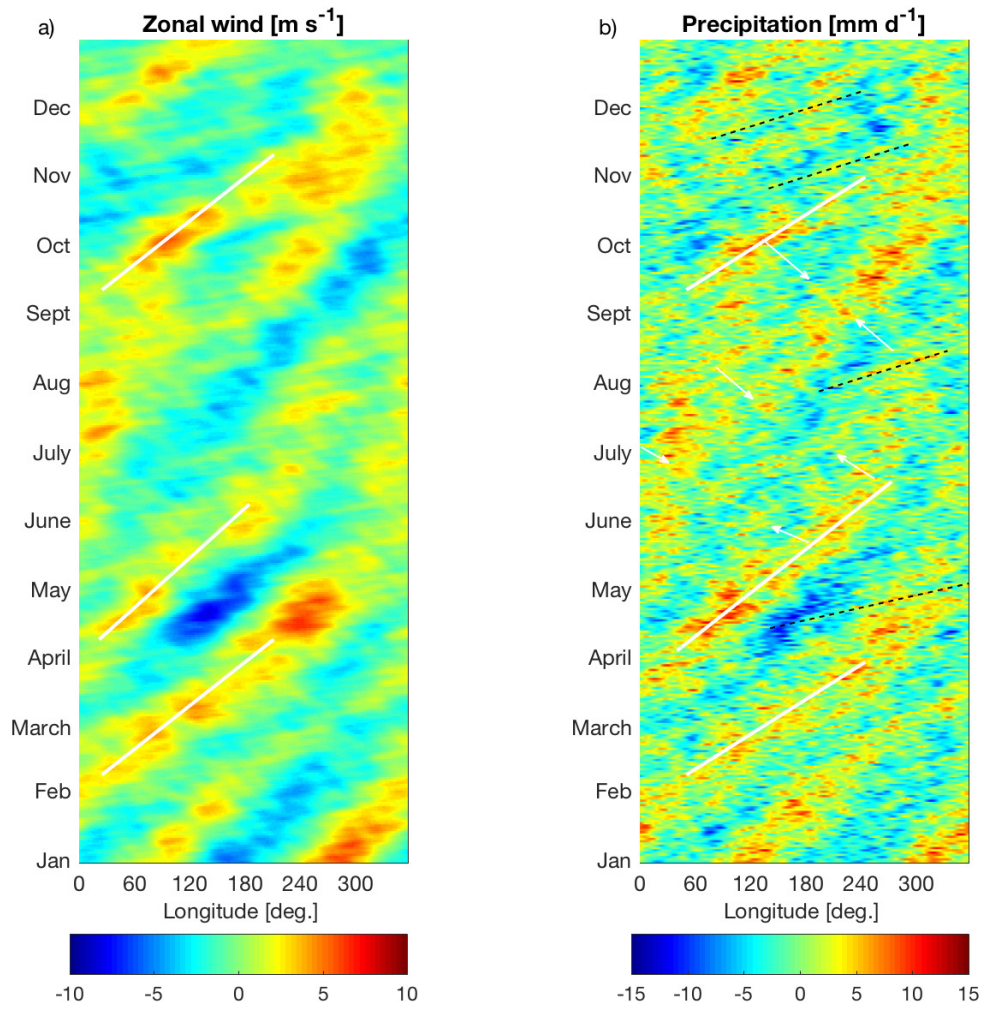 a)
Zonal wind [m s⁻¹]
Dec
Nov
Oct
Sept
Aug
July
June
May
April
March
Feb
Jan
0 60 120 180 240 300
Longitude [deg.]
-10 -5 0 5 10
b)
Precipitation [mm d⁻¹]
Dec
Nov
Oct
Sept
Aug
July
June
May
April
March
Feb
Jan
0 60 120 180 240 300
Longitude [deg.]
-15 -10 -5 0 5 10 15